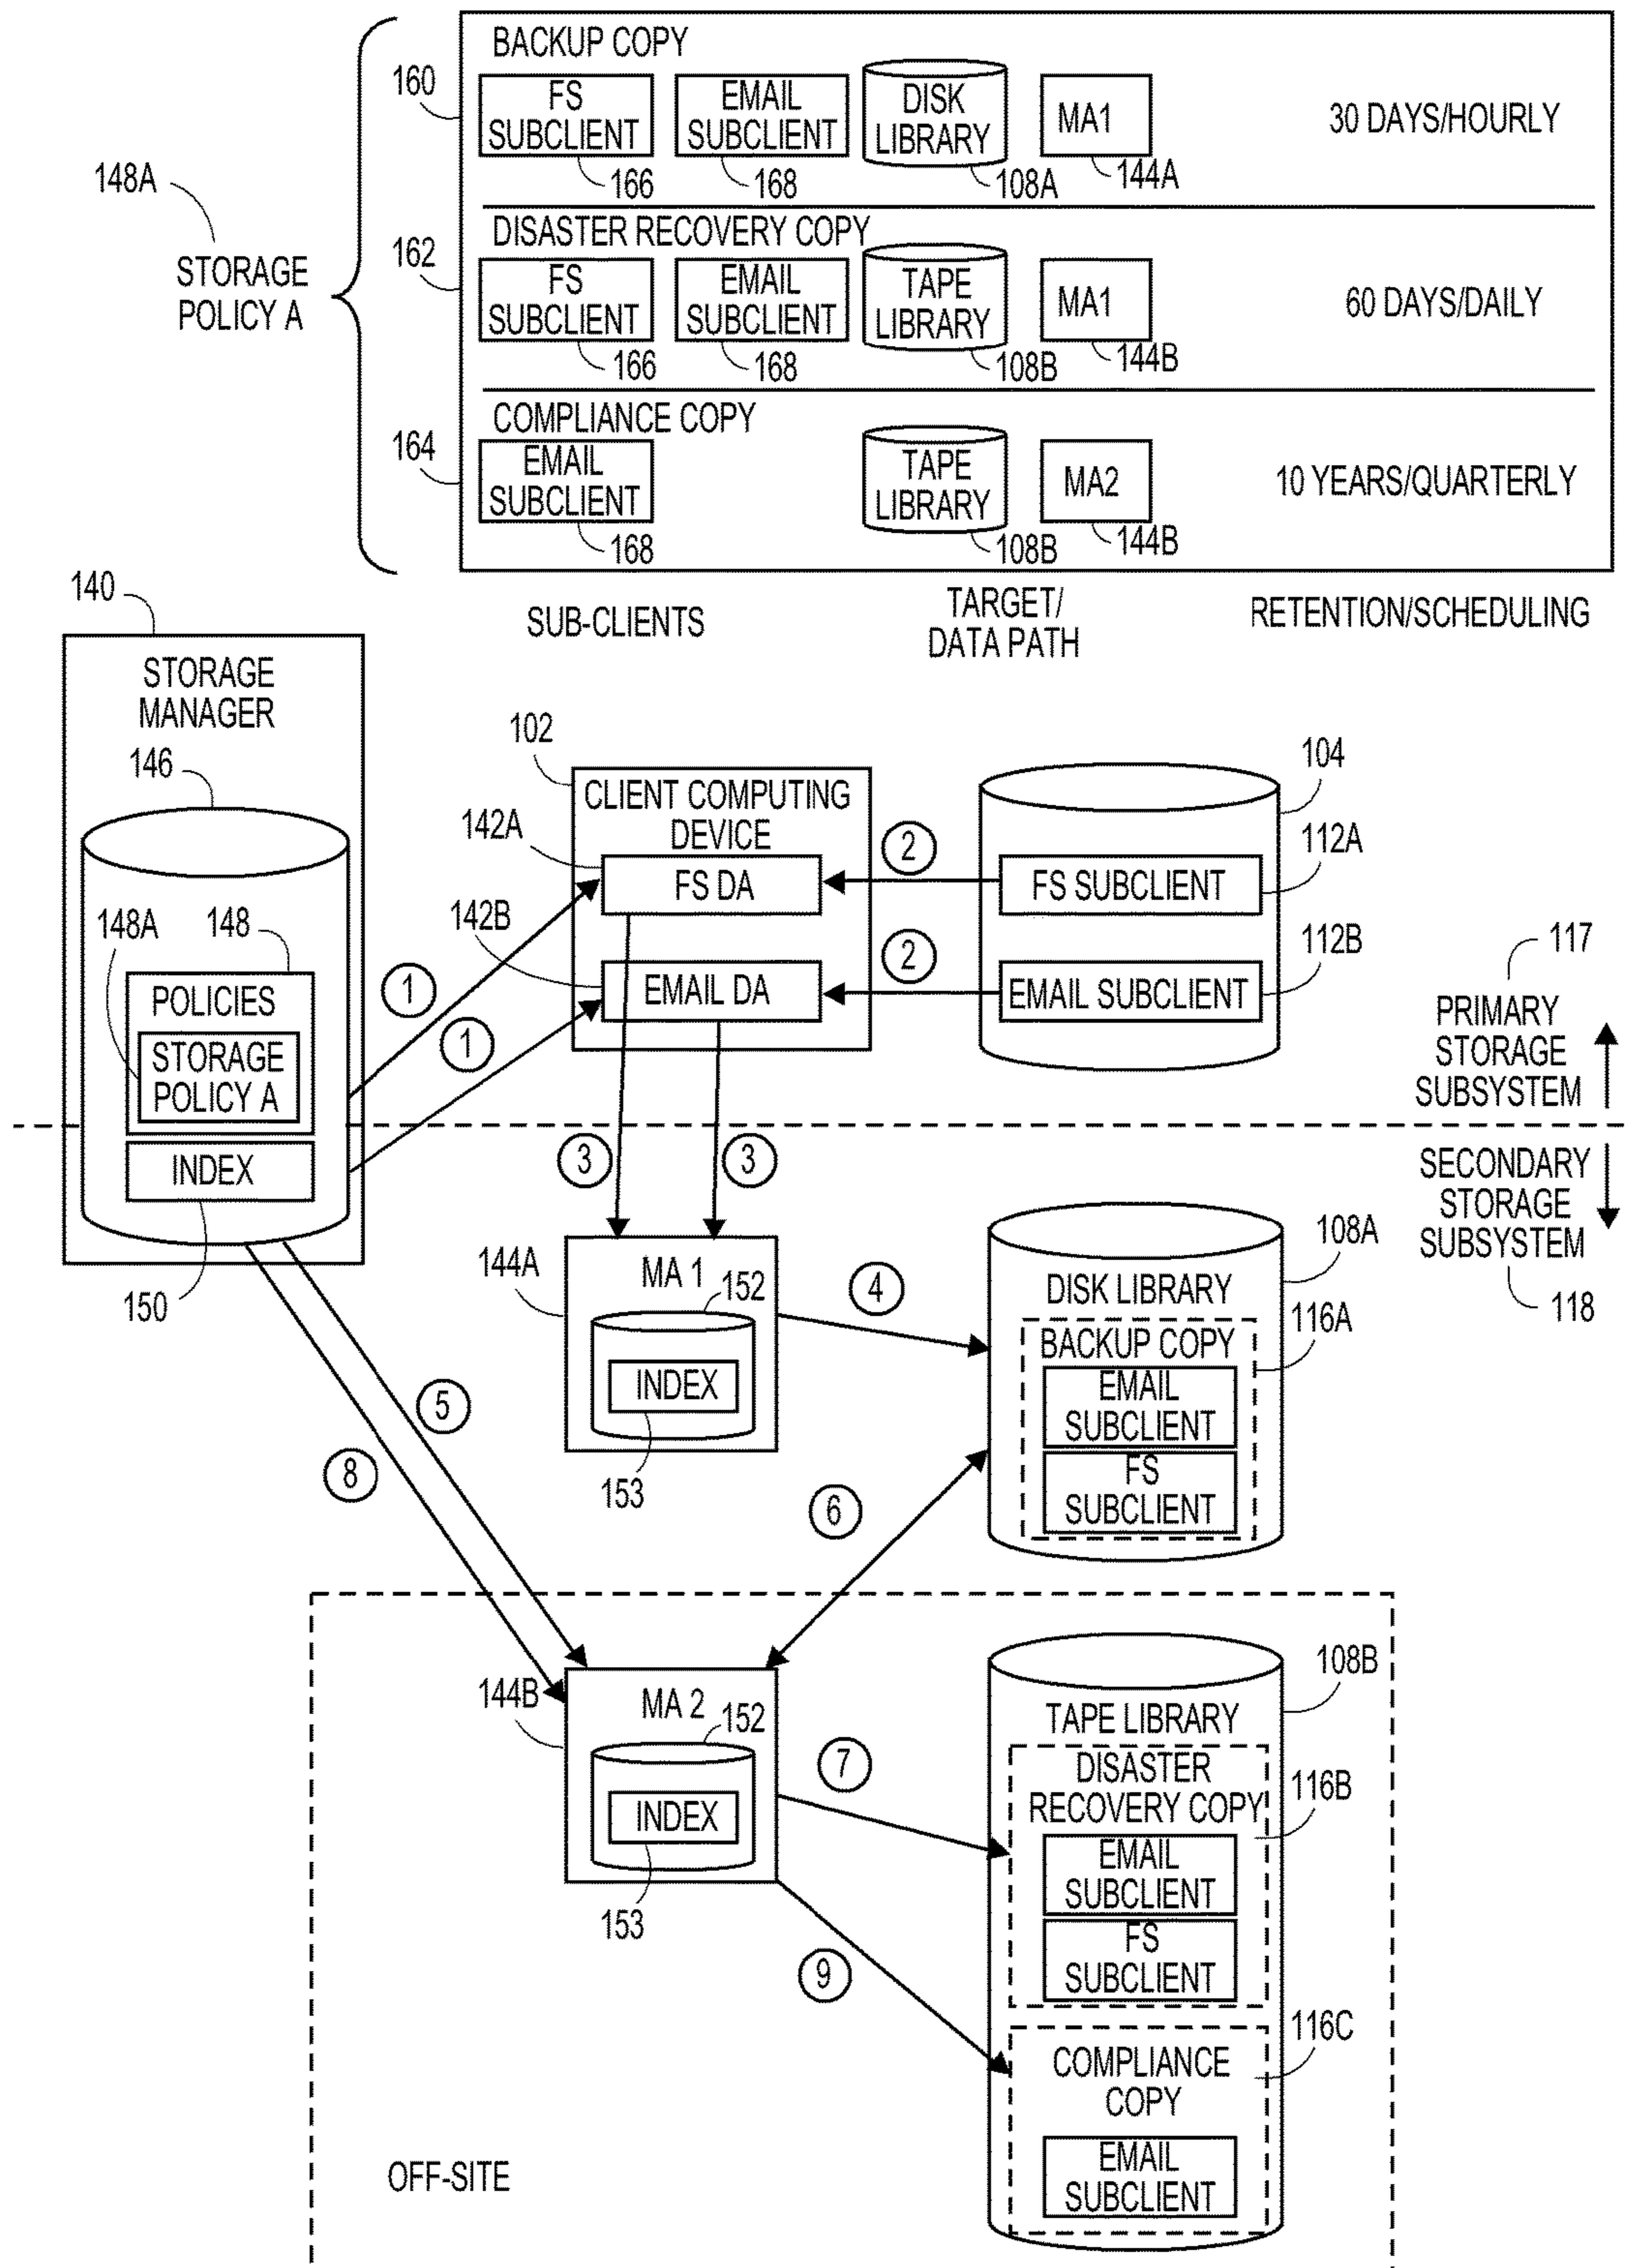 BACKUP COPY
160
FS
SUBCLIENT
166
EMAIL
SUBCLIENT
168
DISK
LIBRARY
108A
MA1
144A
30 DAYS/HOURLY
148A
STORAGE
POLICY A
DISASTER RECOVERY COPY
162
FS
SUBCLIENT
166
EMAIL
SUBCLIENT
168
TAPE
LIBRARY
108B
MA1
144B
60 DAYS/DAILY
COMPLIANCE COPY
164
EMAIL
SUBCLIENT
168
TAPE
LIBRARY
108B
MA2
144B
10 YEARS/QUARTERLY
SUB-CLIENTS
TARGET/
DATA PATH
RETENTION/SCHEDULING
140
STORAGE
MANAGER
146
148A
148
POLICIES
STORAGE
POLICY A
INDEX
150
102
CLIENT COMPUTING
DEVICE
142A
FS DA
142B
EMAIL DA
104
112A
FS SUBCLIENT
112B
EMAIL SUBCLIENT
1
1
2
2
117
PRIMARY
STORAGE
SUBSYSTEM
SECONDARY
STORAGE
SUBSYSTEM
118
3
3
144A
MA 1
152
INDEX
153
4
108A
DISK LIBRARY
116A
BACKUP COPY
EMAIL
SUBCLIENT
FS
SUBCLIENT
5
8
6
144B
MA 2
152
INDEX
153
7
9
108B
TAPE LIBRARY
DISASTER
RECOVERY COPY
116B
EMAIL
SUBCLIENT
FS
SUBCLIENT
116C
COMPLIANCE
COPY
EMAIL
SUBCLIENT
OFF-SITE